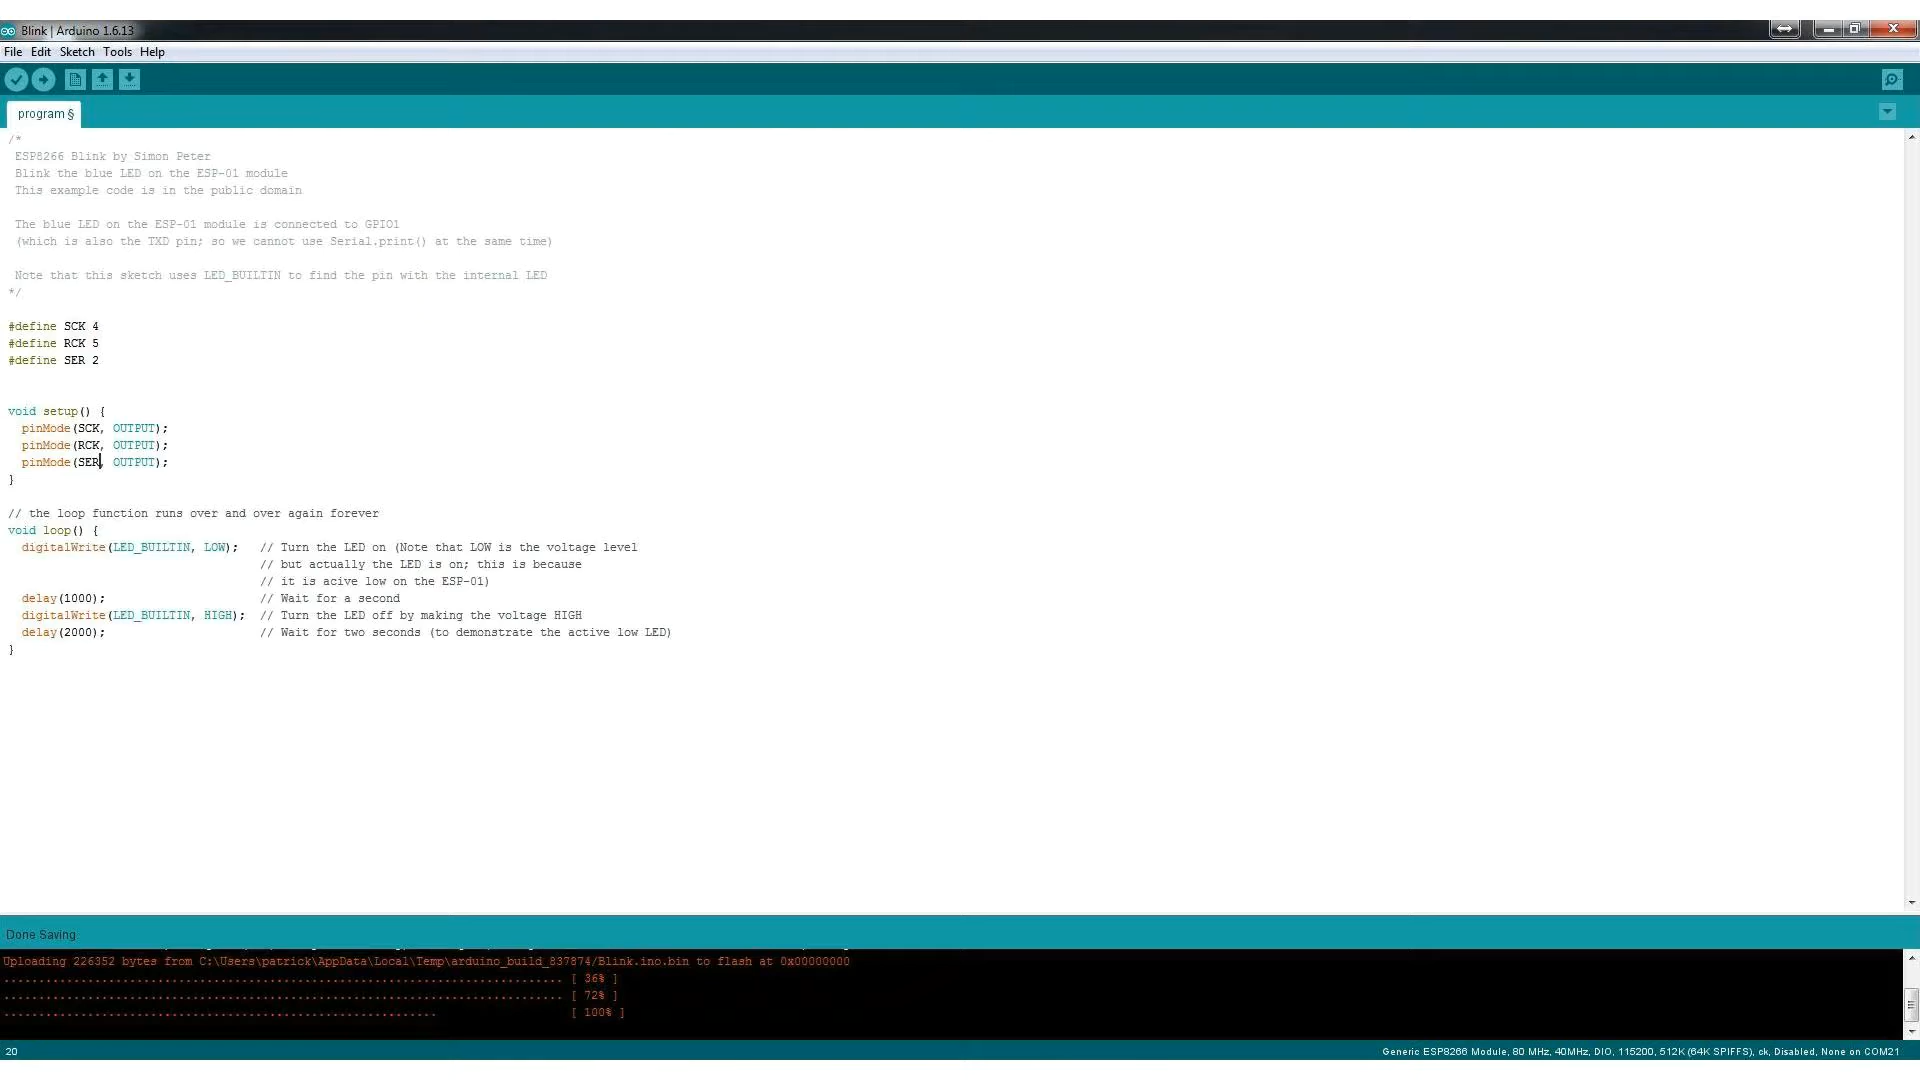 Blink | Arduino 1.6.13
File Edit Sketch Tools Help
program §
/*
ESP8266 Blink by Simon Peter
Blink the blue LED on the ESP-01 module
This example code is in the public domain
The blue LED on the ESP-01 module is connected to GPIO1
(which is also the TXD pin; so we cannot use Serial.print() at the same time)
Note that this sketch uses LED_BUILTIN to find the pin with the internal LED
*/
#define SCK 4
#define RCK 5
#define SER 2
void setup() {
pinMode(SCK, OUTPUT);
pinMode(RCK, OUTPUT);
pinMode(SER, OUTPUT);
}
// the loop function runs over and over again forever
void loop() {
digitalWrite(LED_BUILTIN, LOW);   // Turn the LED on (Note that LOW is the voltage level
// but actually the LED is on; this is because
// it is acive low on the ESP-01)
delay(1000);                      // Wait for a second
digitalWrite(LED_BUILTIN, HIGH);  // Turn the LED off by making the voltage HIGH
delay(2000);                      // Wait for two seconds (to demonstrate the active low LED)
}
Done Saving.
Uploading 226352 bytes from C:\Users\patrick\AppData\Local\Temp\arduino_build_837874/Blink.ino.bin to flash at 0x00000000
................................................................................ [ 36% ]
................................................................................ [ 72% ]
..............................................................                   [ 100% ]
20
Generic ESP8266 Module, 80 MHz, 40MHz, DIO, 115200, 512K (64K SPIFFS), ck, Disabled, None on COM21